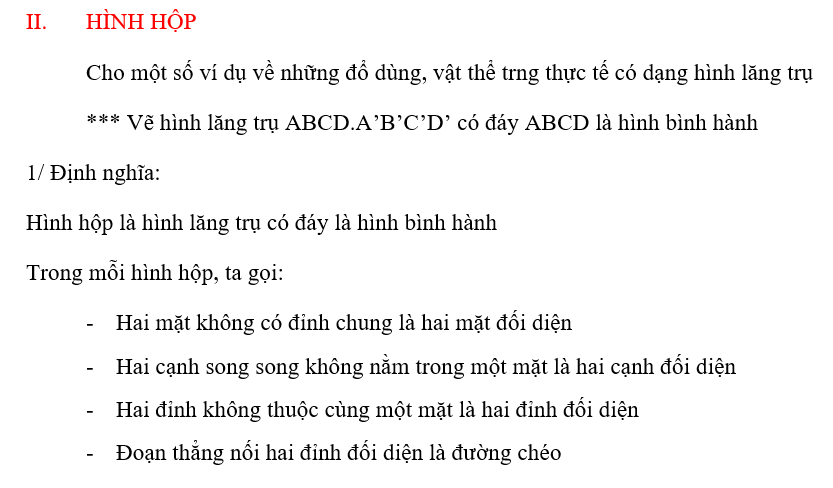 II. HÌNH HỘP
Cho một số ví dụ về những đổ dùng, vật thể trng thực tế có dạng hình lăng trụ
*** Vẽ hình lăng trụ ABCD.A’B’C’D’ có đáy ABCD là hình bình hành
1/ Định nghĩa:
Hình hộp là hình lăng trụ có đáy là hình bình hành
Trong mỗi hình hộp, ta gọi:
- Hai mặt không có đỉnh chung là hai mặt đối diện
- Hai cạnh song song không nằm trong một mặt là hai cạnh đối diện
- Hai đỉnh không thuộc cùng một mặt là hai đỉnh đối diện
- Đoạn thẳng nối hai đỉnh đối diện là đường chéo